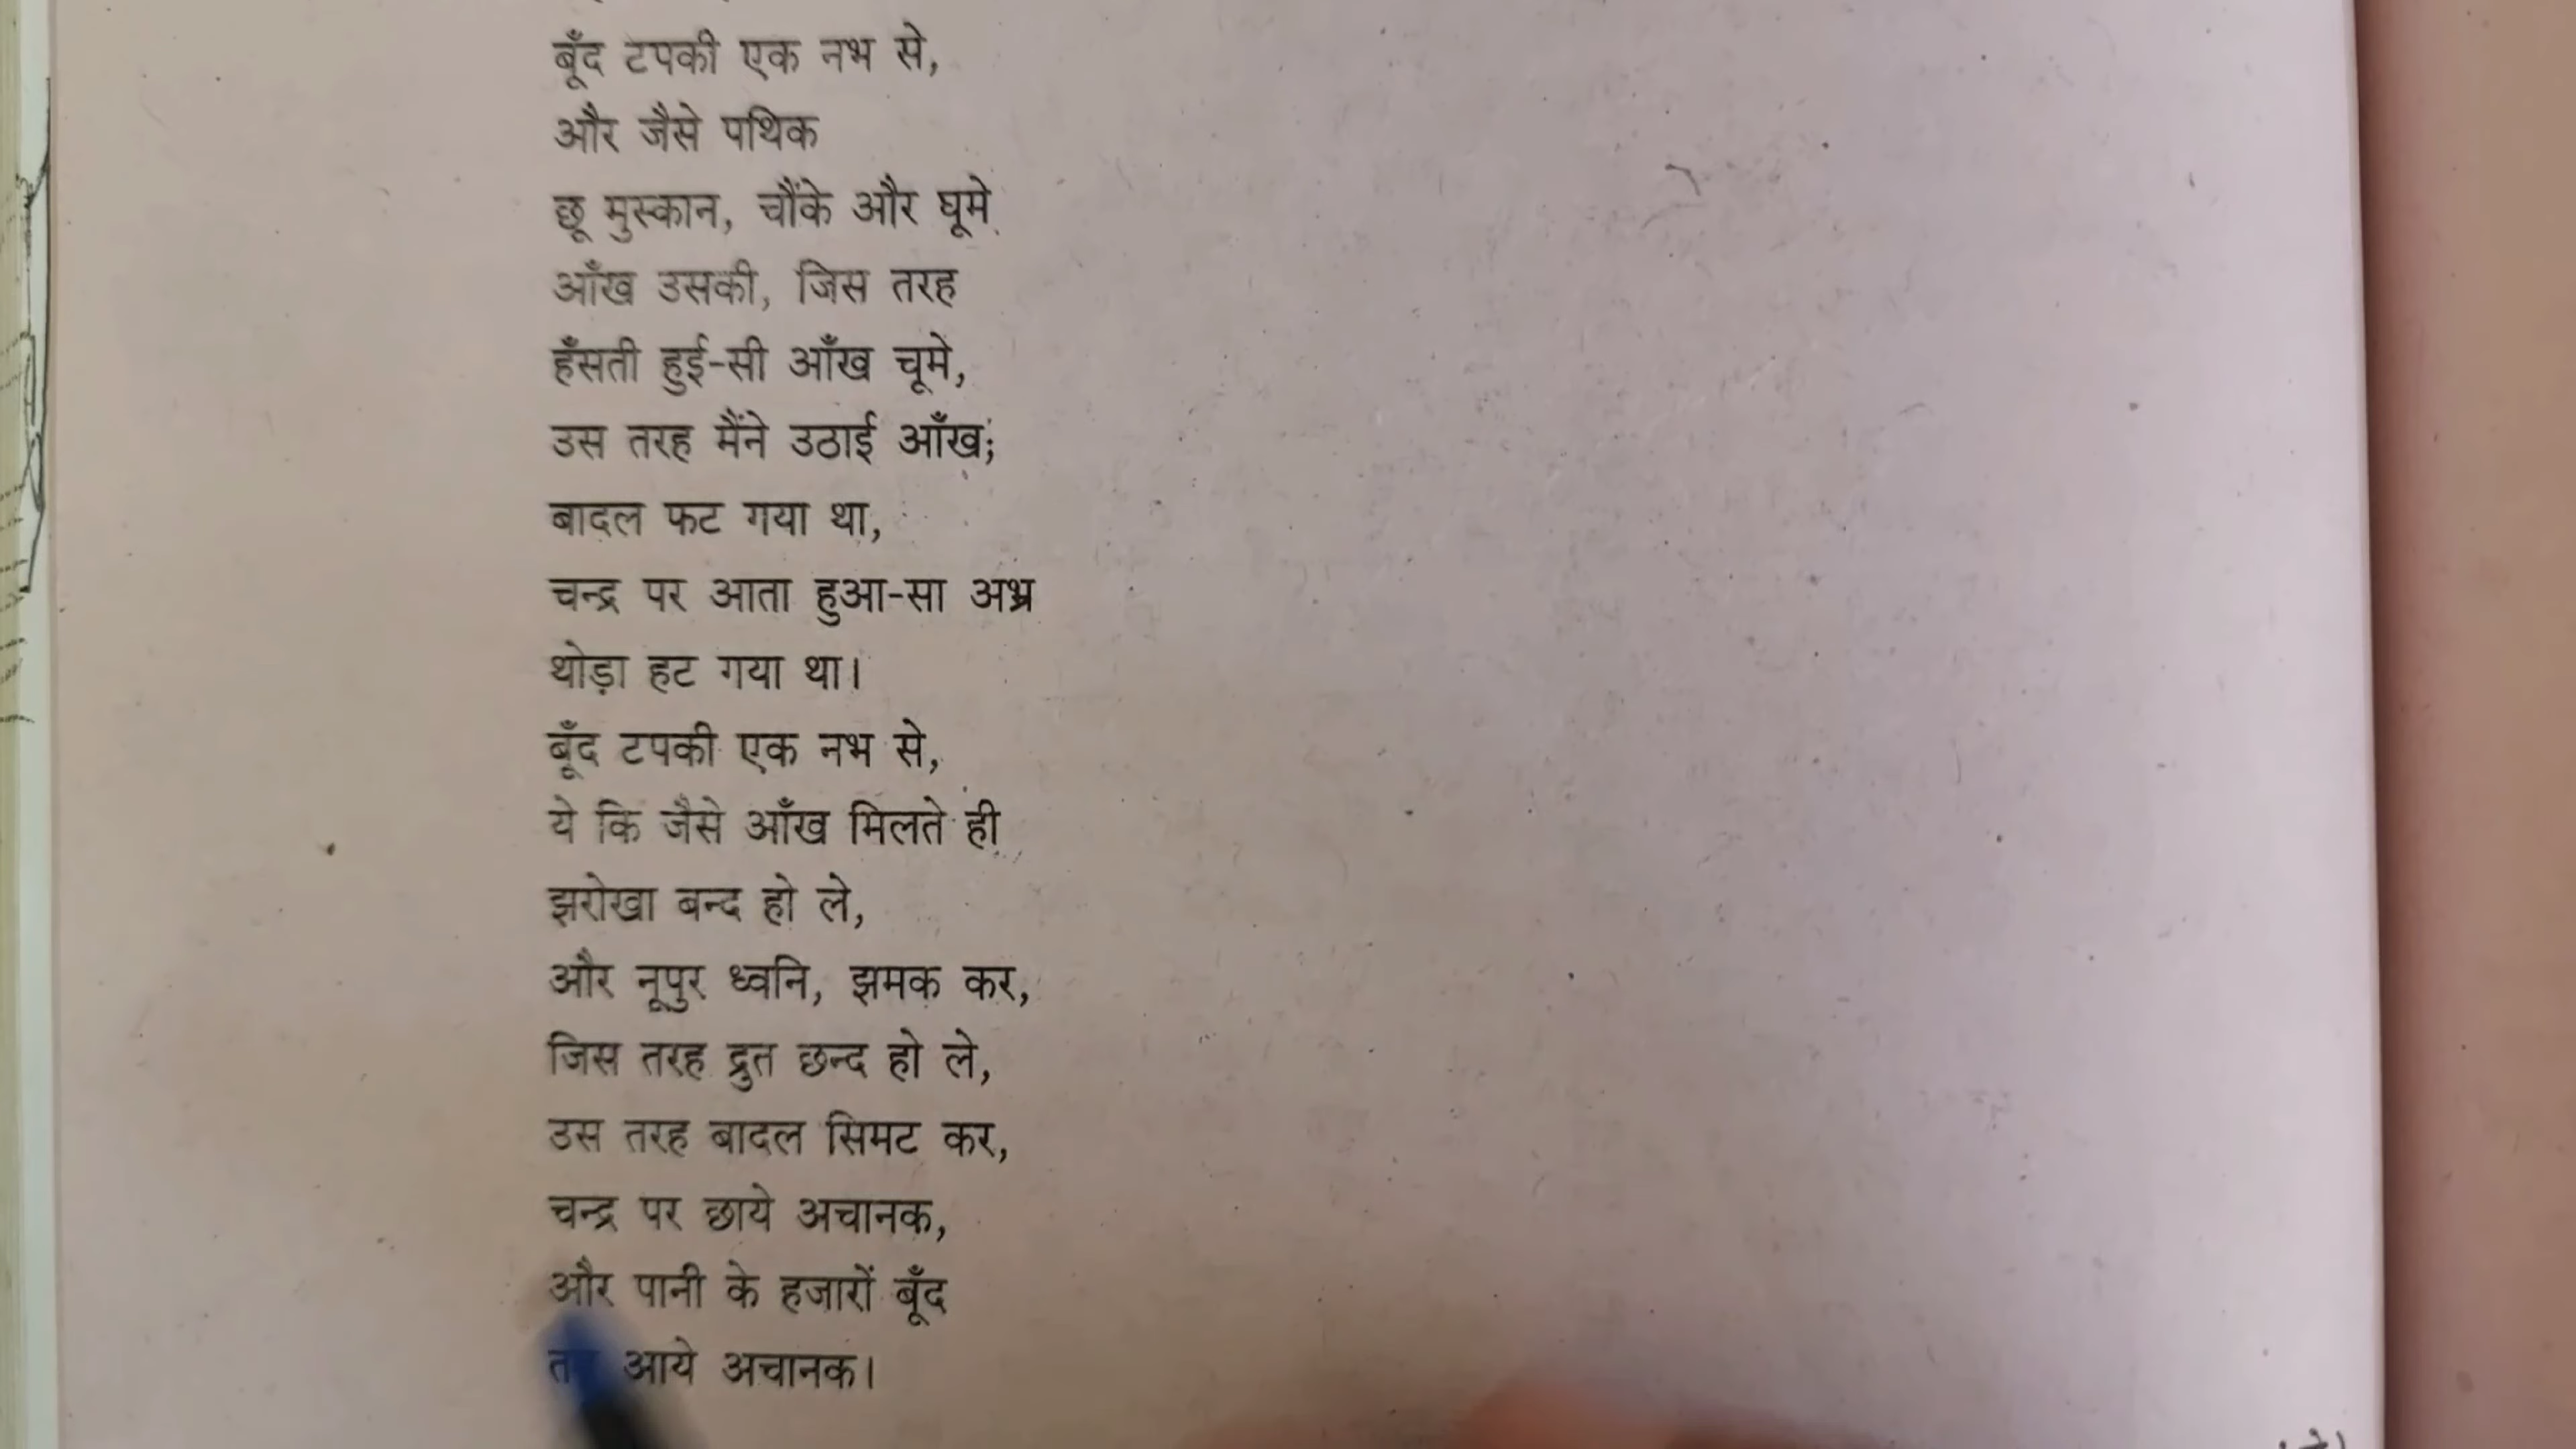 बूँद टपकी एक नभ से,
और जैसे पथिक
छू मुस्कान, चौंके और घूमे
आँख उसकी, जिस तरह
हँसती हुई-सी आँख चूमे,
उस तरह मैंने उठाई आँख;
बादल फट गया था,
चन्द्र पर आता हुआ-सा अभ्र
थोड़ा हट गया था।
बूँद टपकी एक नभ से,
ये कि जैसे आँख मिलते ही
झरोखा बन्द हो ले,
और नूपुर ध्वनि, झमक कर,
जिस तरह द्रुत छन्द हो ले,
उस तरह बादल सिमट कर,
चन्द्र पर छाये अचानक,
और पानी के हजारों बूँद
आये अचानक।